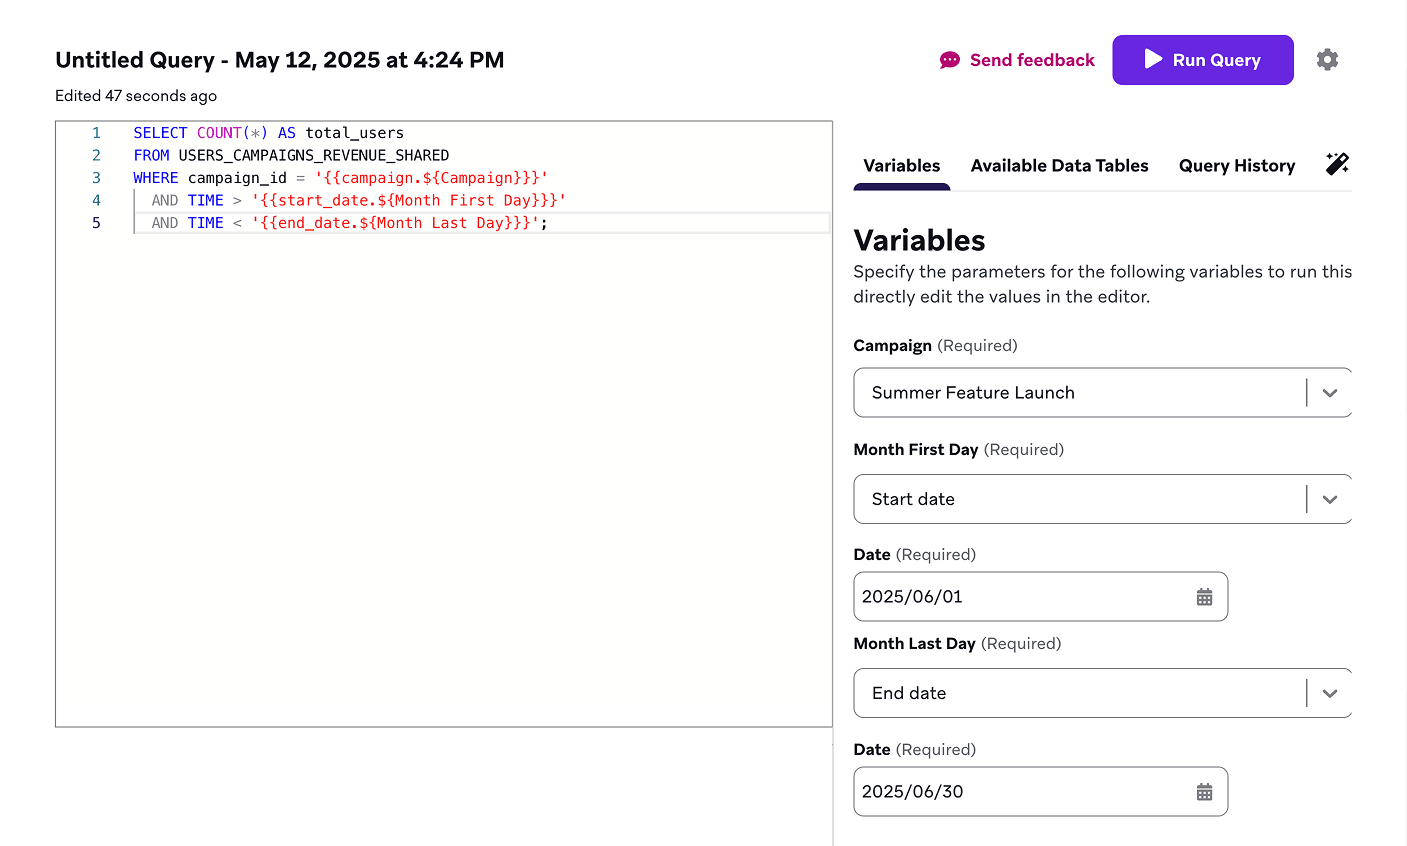 Untitled Query - May 12, 2025 at 4:24 PM
Edited 47 seconds ago
Send feedback
Run Query
1 SELECT COUNT(*) AS total_users
2 FROM USERS_CAMPAIGNS_REVENUE_SHARED
3 WHERE campaign_id = '{{campaign.${Campaign}}}'
4 AND TIME > '{{start_date.${Month First Day}}}'
5 AND TIME < '{{end_date.${Month Last Day}}}';
Variables Available Data Tables Query History
Variables
Specify the parameters for the following variables to run this
directly edit the values in the editor.
Campaign (Required)
Summer Feature Launch
Month First Day (Required)
Start date
Date (Required)
2025/06/01
Month Last Day (Required)
End date
Date (Required)
2025/06/30